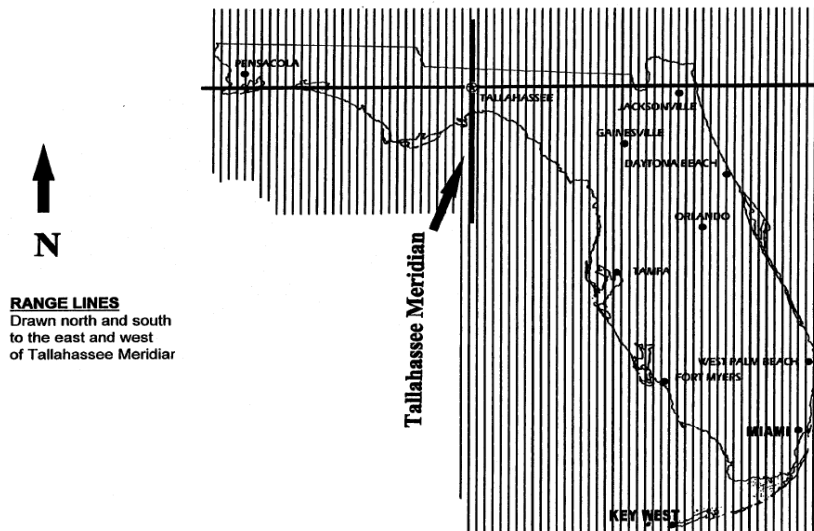 PENSACOLA
TALLAHASSEE
JACKSONVILLE
GAINESVILLE
DAYTONA BEACH
N
ORLANDO
Tallahassee Meridian
TAMPA
RANGE LINES
Drawn north and south
to the east and west
of Tallahassee Meridiar
WEST PALM BEACH
FORT MYERS
MIAMI
KEY WEST